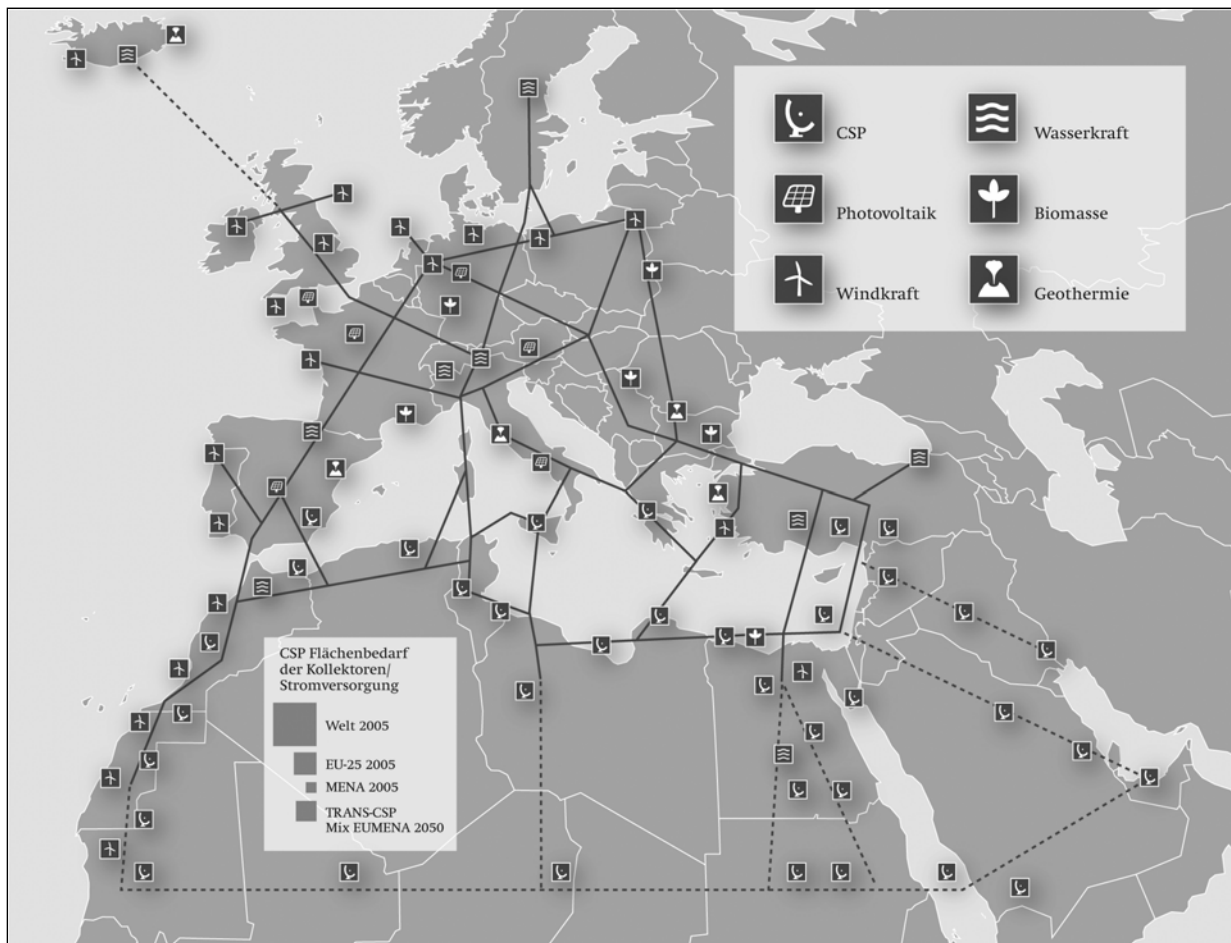 CSP
Wasserkraft
Photovoltaik
Biomasse
Windkraft
Geothermie
CSP Flächenbedarf
der Kollektoren/
Stromversorgung
Welt 2005
EU-25 2005
MENA 2005
TRANS-CSP
Mix EUMENA 2050